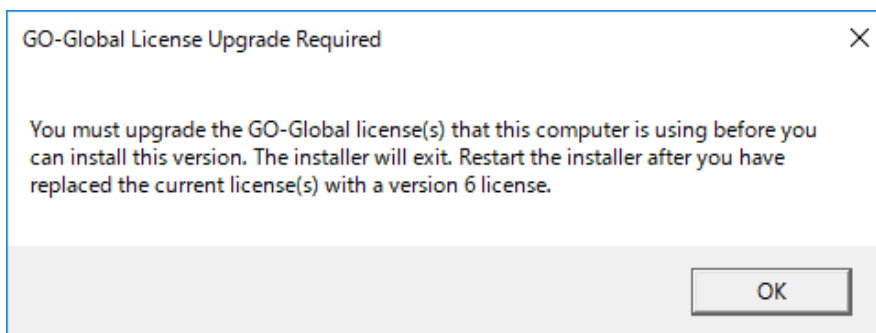 GO-Global License Upgrade Required
You must upgrade the GO-Global license(s) that this computer is using before you
can install this version. The installer will exit. Restart the installer after you have
replaced the current license(s) with a version 6 license.
OK